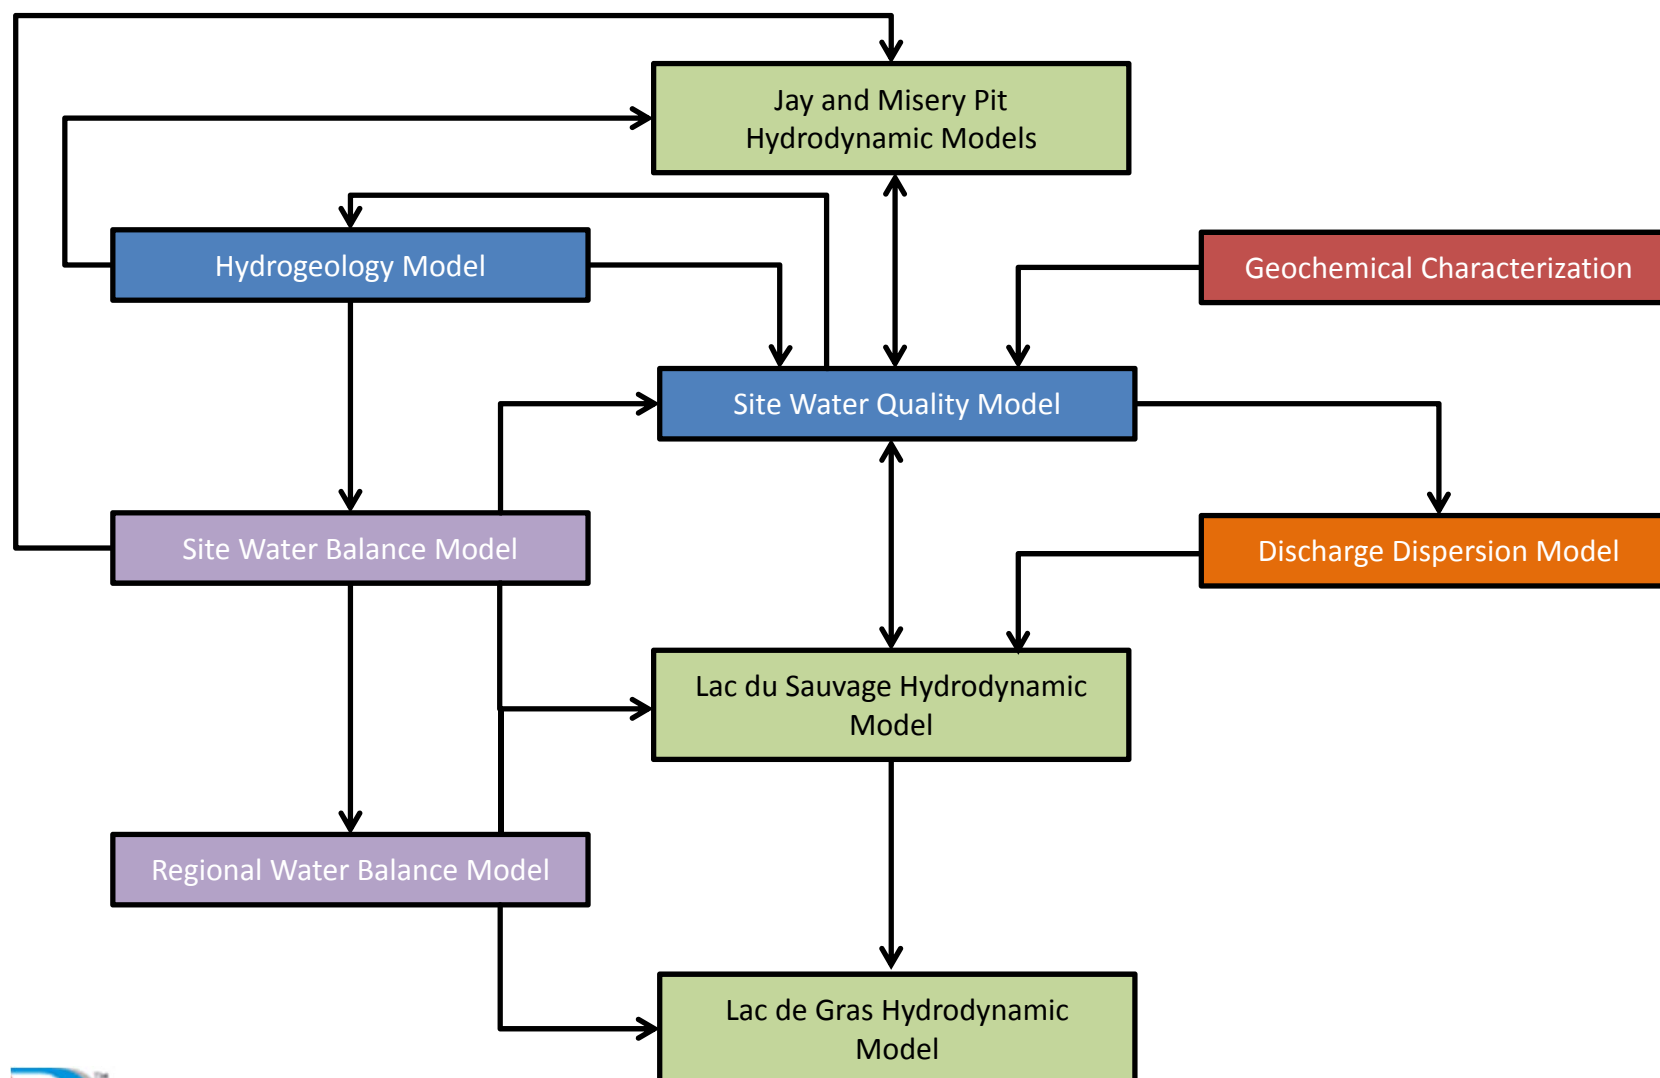 Jay and Misery Pit
Hydrodynamic Models
Hydrogeology Model
Geochemical Characterization
Site Water Quality Model
Site Water Balance Model
Discharge Dispersion Model
Lac du Sauvage Hydrodynamic
Model
Regional Water Balance Model
Lac de Gras Hydrodynamic
Model